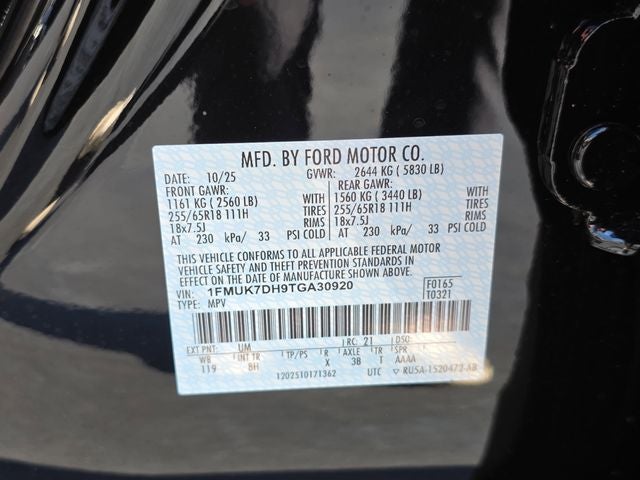 MFD. BY FORD MOTOR CO.
DATE: 10/25 GVWR: 2644 KG ( 5830 LB)
FRONT GAWR: REAR GAWR:
1161 KG ( 2560 LB) WITH 1560 KG ( 3440 LB) WITH
255/65R18 111H TIRES 255/65R18 111H TIRES
18x7.5J RIMS 18x7.5J RIMS
AT 230 kPa/ 33 PSI COLD AT 230 kPa/ 33 PSI COLD
THIS VEHICLE CONFORMS TO ALL APPLICABLE FEDERAL MOTOR
VEHICLE SAFETY AND THEFT PREVENTION STANDARDS IN
EFFECT ON THE DATE OF MANUFACTURE SHOWN ABOVE.
VIN: 1FMUK7DH9TGA30920 F0165
TYPE: MPV T0321
EXT PNT: UM RC: 21 DSO:
WB INT TR TP/PS R AXLE TR SPR
119 8H X 3B T AAAA
1202510171362 UTC RU5A-1520472-AB